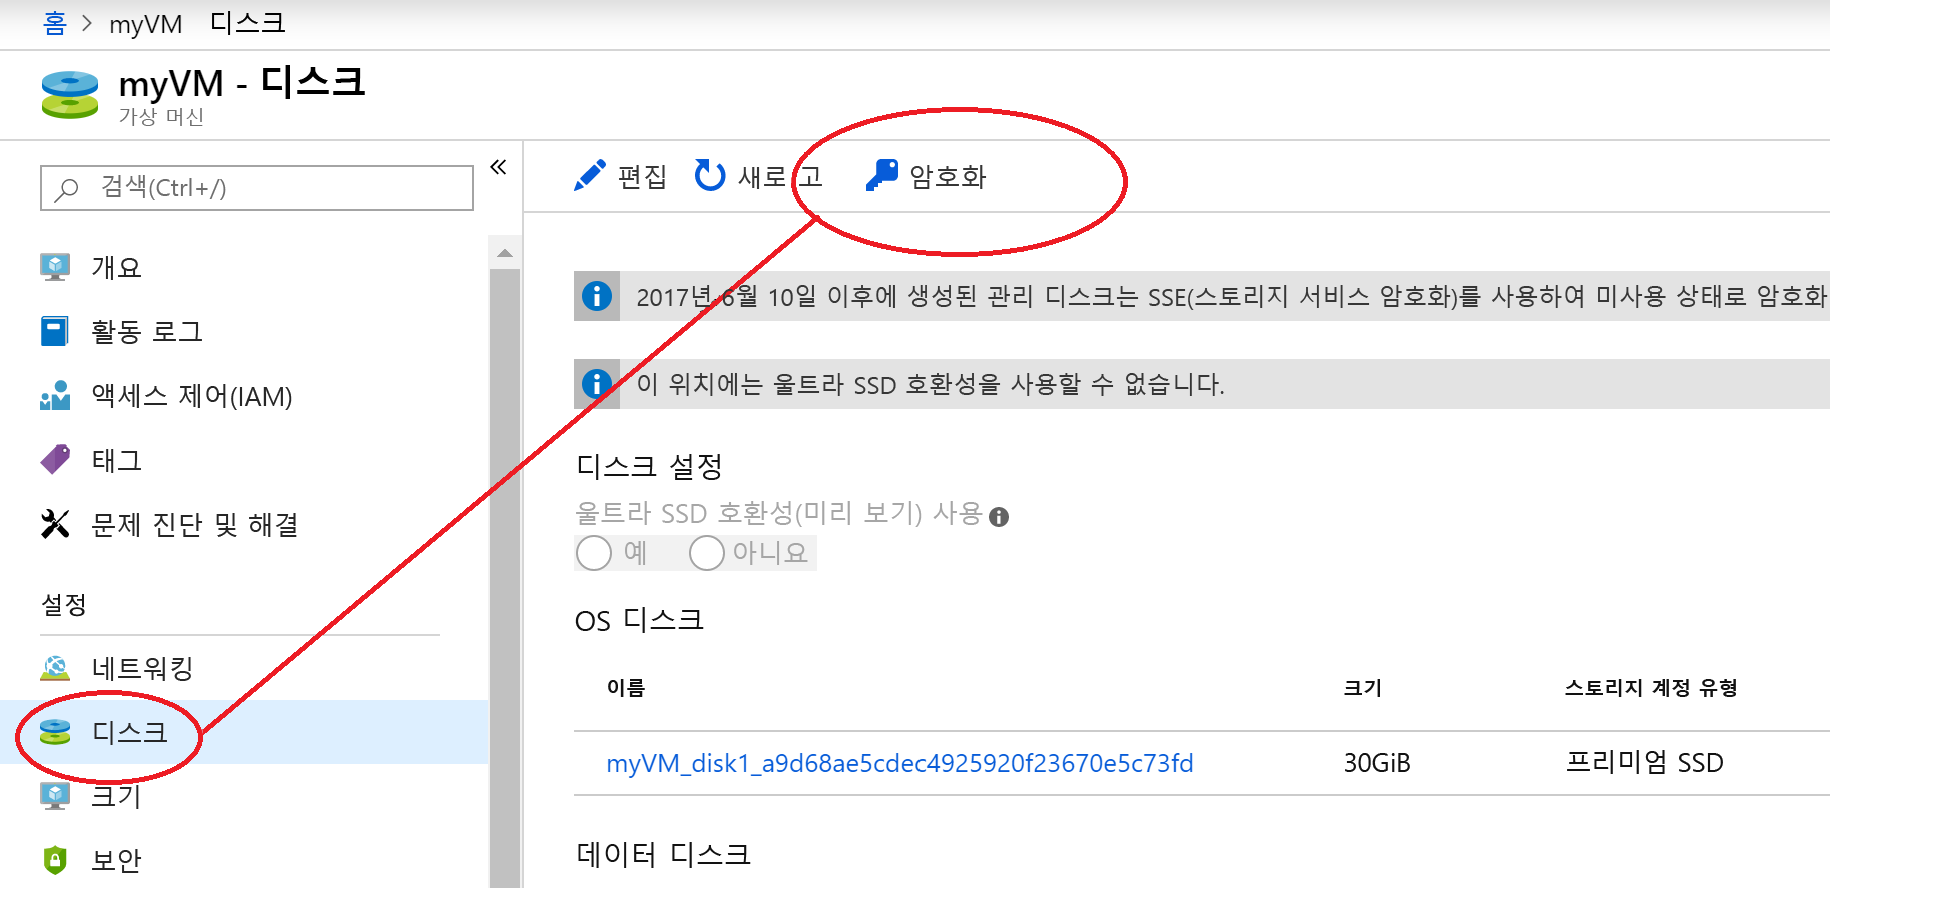 홈 > myVM 디스크
myVM - 디스크
가상 머신
검색(Ctrl+/)
«
편집 새로 고 암호화
개요
활동 로그
액세스 제어(IAM)
태그
문제 진단 및 해결
설정
네트워킹
디스크
크기
보안
2017년 6월 10일 이후에 생성된 관리 디스크는 SSE(스토리지 서비스 암호화)를 사용하여 미사용 상태로 암호화
이 위치에는 울트라 SSD 호환성을 사용할 수 없습니다.
디스크 설정
울트라 SSD 호환성(미리 보기) 사용
예 아니요
OS 디스크
이름 크기 스토리지 계정 유형
myVM_disk1_a9d68ae5cdec4925920f23670e5c73fd 30GiB 프리미엄 SSD
데이터 디스크